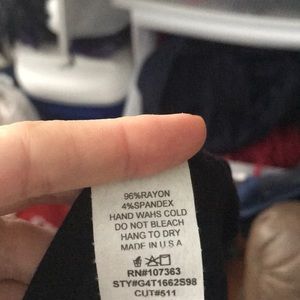 96%RAYON
4%SPANDEX
HAND WAHS COLD
DO NOT BLEACH
HANG TO DRY
MADE IN U S A
RN#107363
STY#G4T1662S98
CUT#511